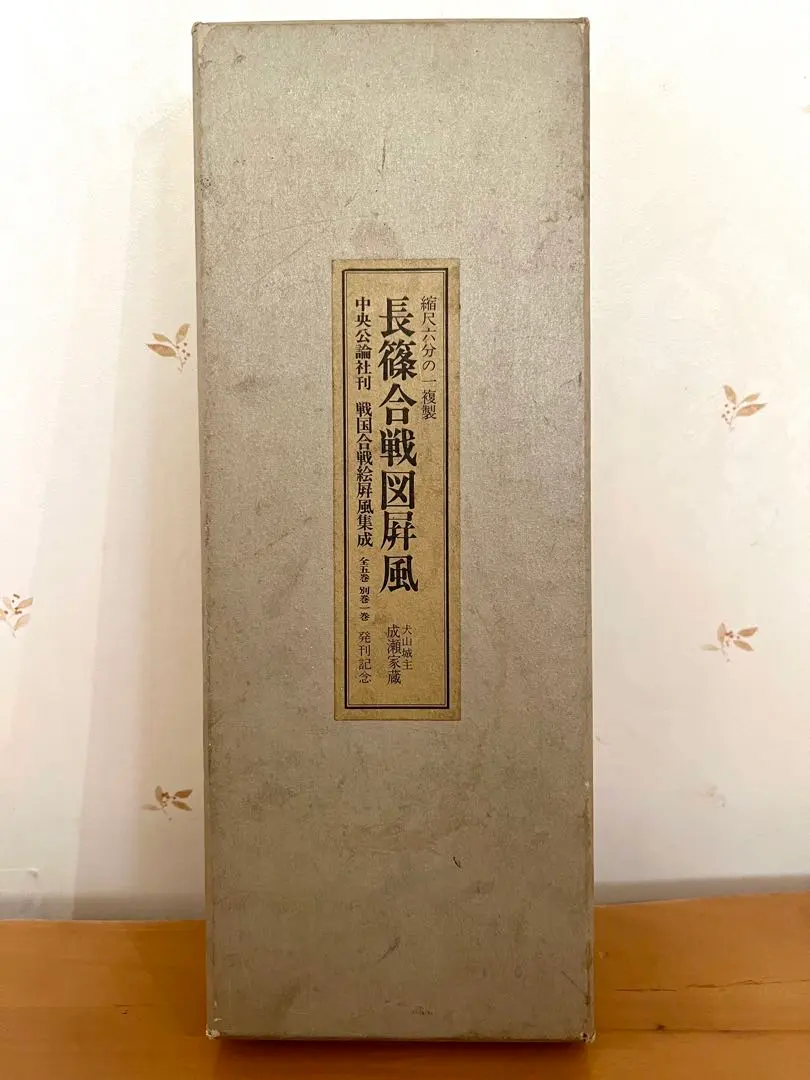 縮尺六分の一複製
長篠合戦図屛風
犬山城主
成瀬家蔵
中央公論社刊 戦国合戦絵屛風集成 全五巻 別巻一巻 発刊記念